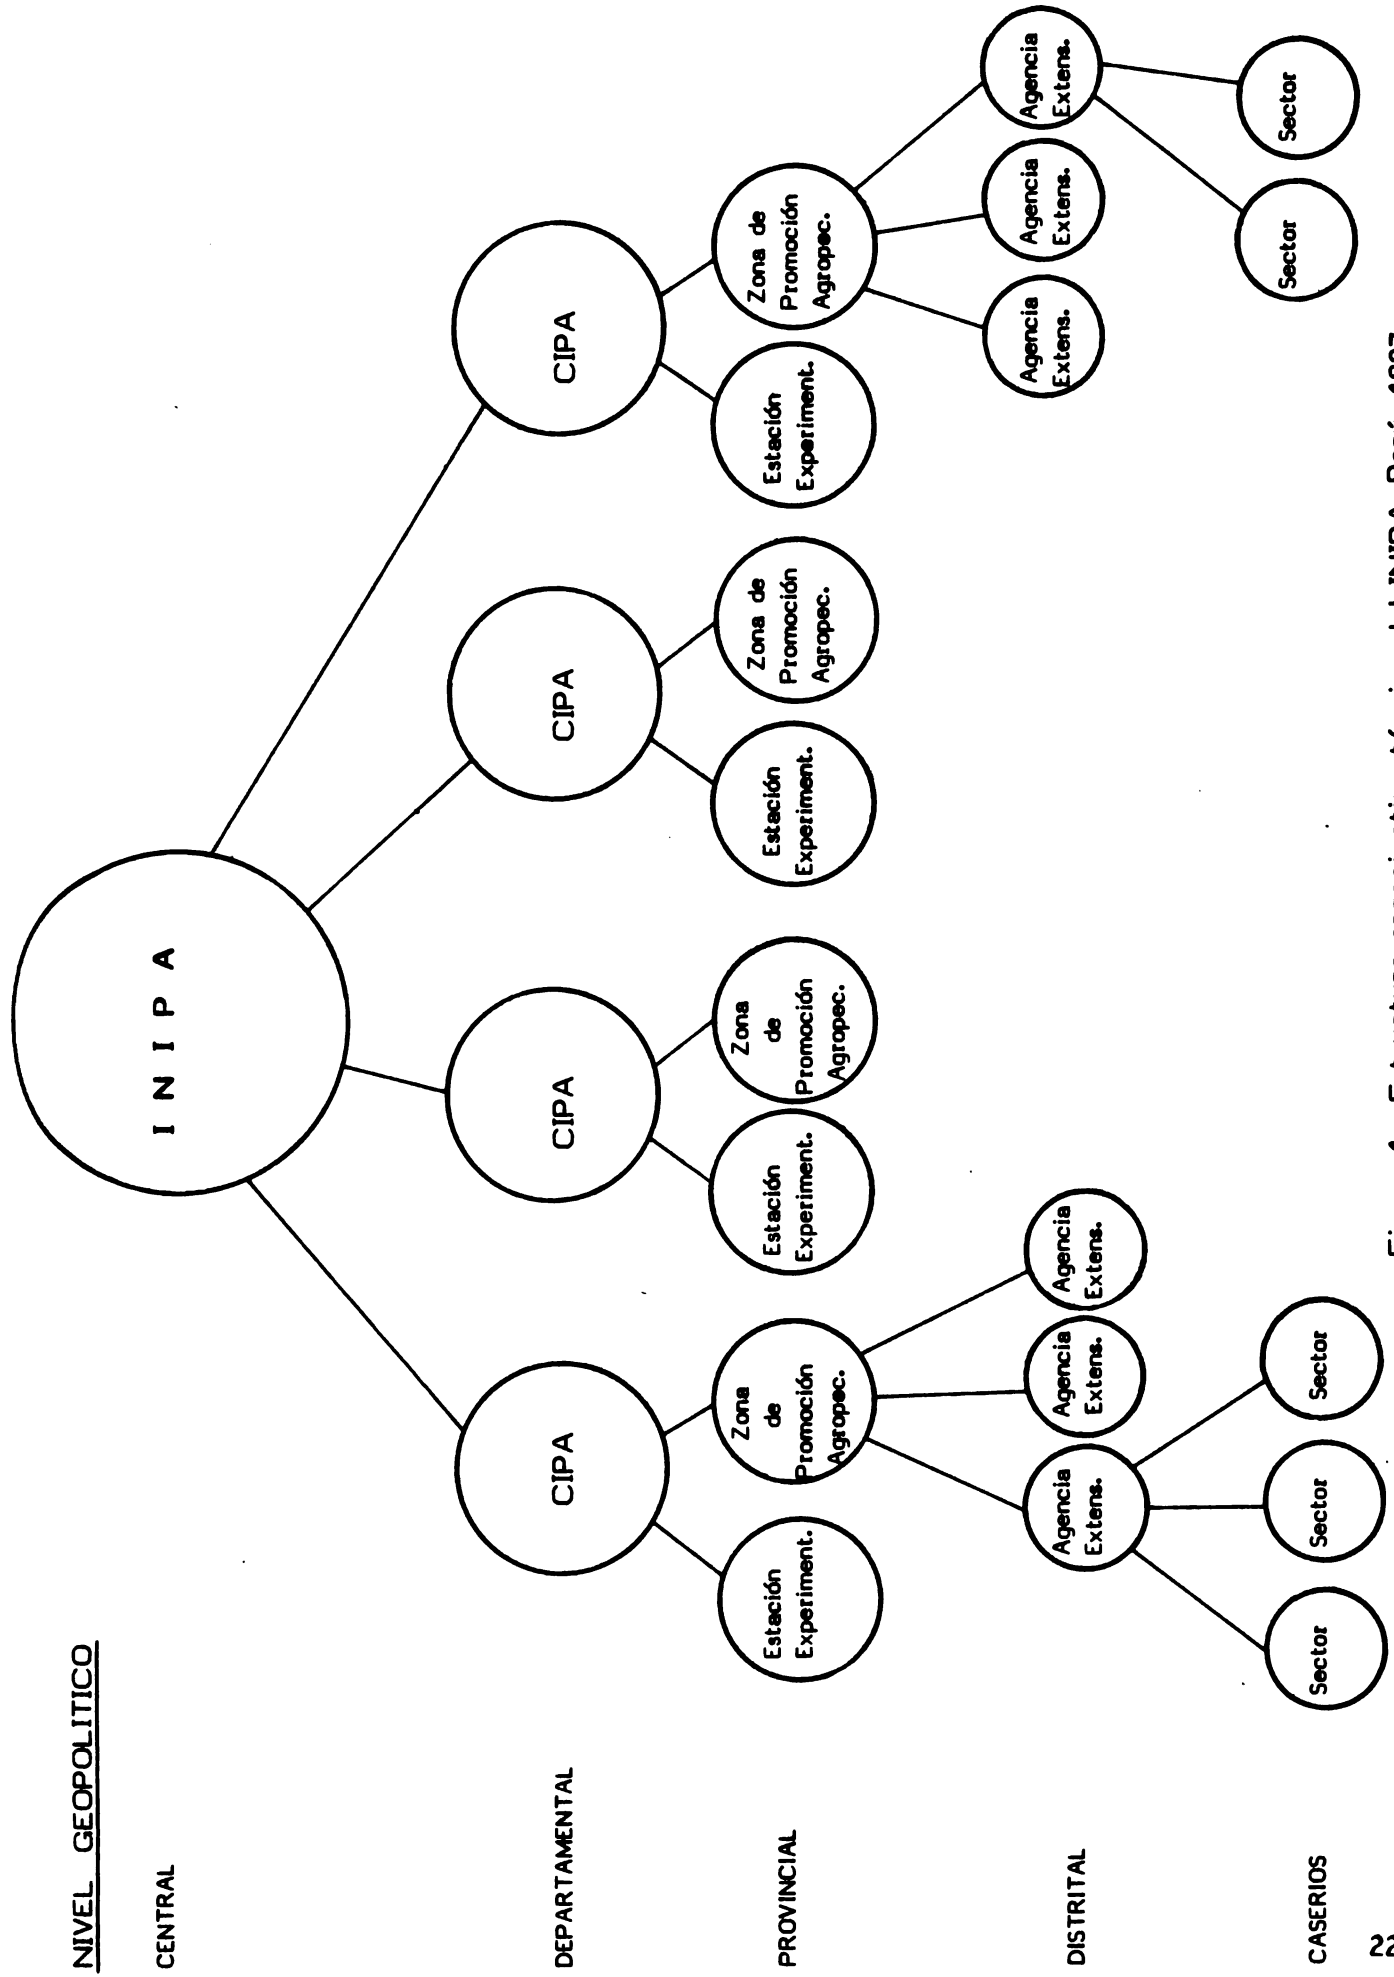 NIVEL GEOPOLITICO
CENTRAL
I N I P A
DEPARTAMENTAL
CIPA
CIPA
CIPA
CIPA
PROVINCIAL
Estación
Experiment.
Zona
de
Promoción
Agropec.
Estación
Experiment.
Zona
de
Promoción
Agropec.
Estación
Experiment.
Zona de
Promoción
Agropec.
Estación
Experiment.
Zona de
Promoción
Agropec.
DISTRITAL
Agencia
Extens.
Agencia
Extens.
Agencia
Extens.
Agencia
Extens.
Agencia
Extens.
Agencia
Extens.
CASERIOS
Sector
Sector
Sector
Sector
Sector
22